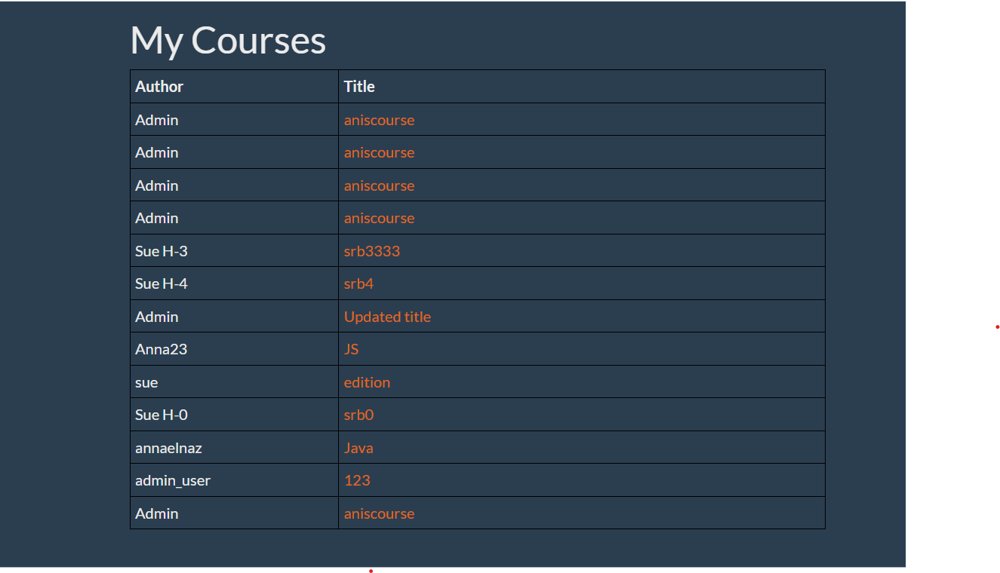 My Courses
Author Title
Admin aniscourse
Admin aniscourse
Admin aniscourse
Admin aniscourse
Sue H-3 srb3333
Sue H-4 srb4
Admin Updated title
Anna23 JS
sue edition
Sue H-0 srb0
annaelnaz Java
admin_user 123
Admin aniscourse